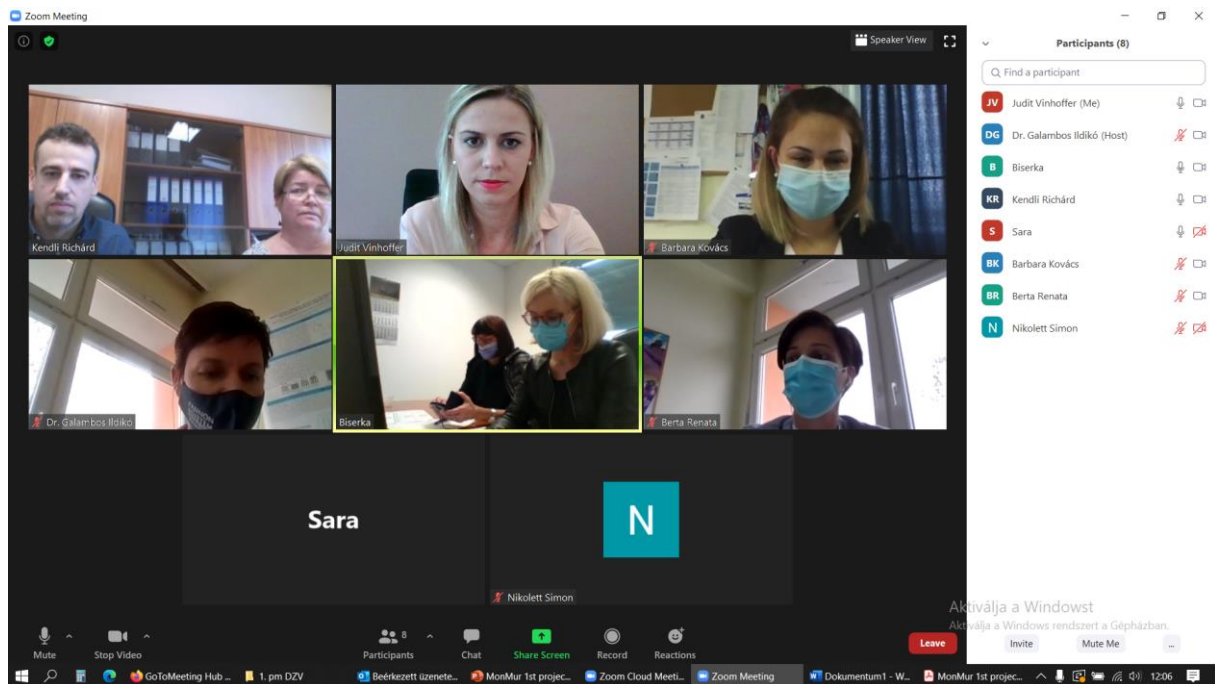 Zoom Meeting
Speaker View
Participants (8)
Find a participant
JV Judit Vinhoffer (Me)
DG Dr. Galambos Ildikó (Host)
B Biserka
KR Kendli Richárd
S Sara
BK Barbara Kovács
BR Berta Renata
N Nikolett Simon
Kendli Richárd
Judit Vinhoffer
Barbara Kovács
Dr. Galambos Ildikó
Biserka
Berta Renata
Sara
N
Nikolett Simon
Aktiválja a Windowst
Aktiválja a Windows rendszert a Gépházban.
Mute
Stop Video
Participants 8
Chat
Share Screen
Record
Reactions
Leave
Invite
Mute Me
...
GoToMeeting Hub ...
1. pm DZV
Beérkezett üzenete...
MonMur 1st projec...
Zoom Cloud Meeti...
Zoom Meeting
Dokumentum1 - W...
MonMur 1st projec...
12:06